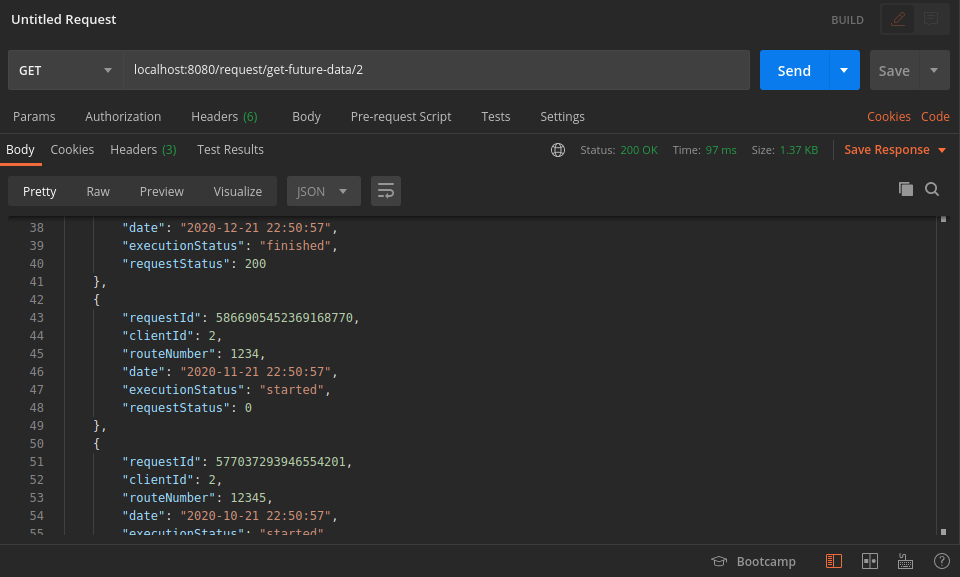 Untitled Request
BUILD
GET
localhost:8080/request/get-future-data/2
Send
Save
Params Authorization Headers (6) Body Pre-request Script Tests Settings Cookies Code
Body Cookies Headers (3) Test Results Status: 200 OK Time: 97 ms Size: 1.37 KB Save Response
Pretty Raw Preview Visualize JSON
38 "date": "2020-12-21 22:50:57",
39 "executionStatus": "finished",
40 "requestStatus": 200
41 },
42 {
43 "requestId": 5866905452369168770,
44 "clientId": 2,
45 "routeNumber": 1234,
46 "date": "2020-11-21 22:50:57",
47 "executionStatus": "started",
48 "requestStatus": 0
49 },
50 {
51 "requestId": 577037293946554201,
52 "clientId": 2,
53 "routeNumber": 12345,
54 "date": "2020-10-21 22:50:57",
55 "executionStatus": "started"
Bootcamp